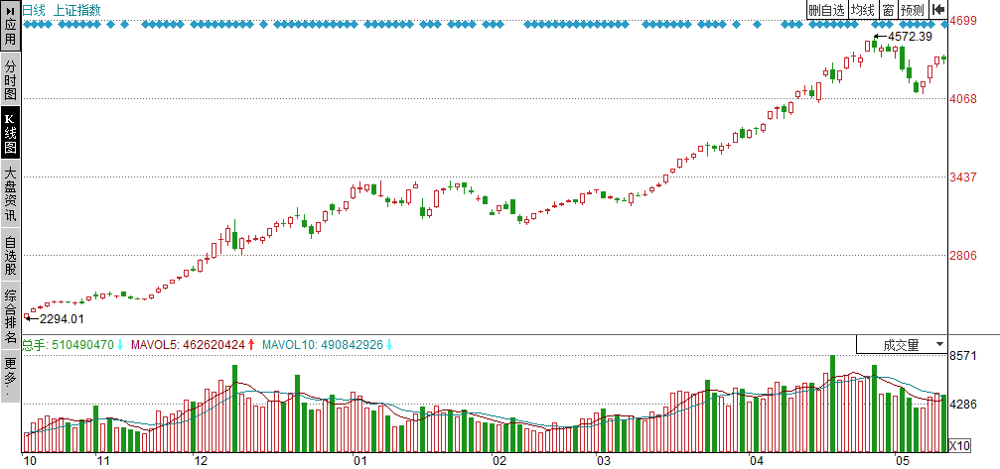 日线 上证指数
删自选 均线 窗 预测
应用
分时图
K线图
大盘资讯
自选股
综合排名
更多
4699
4572.39
4068
3437
2806
2294.01
总手: 510490470 MAVOL5: 462620424 MAVOL10: 490842926
成交量
8571
4286
X10
10 11 12 01 02 03 04 05